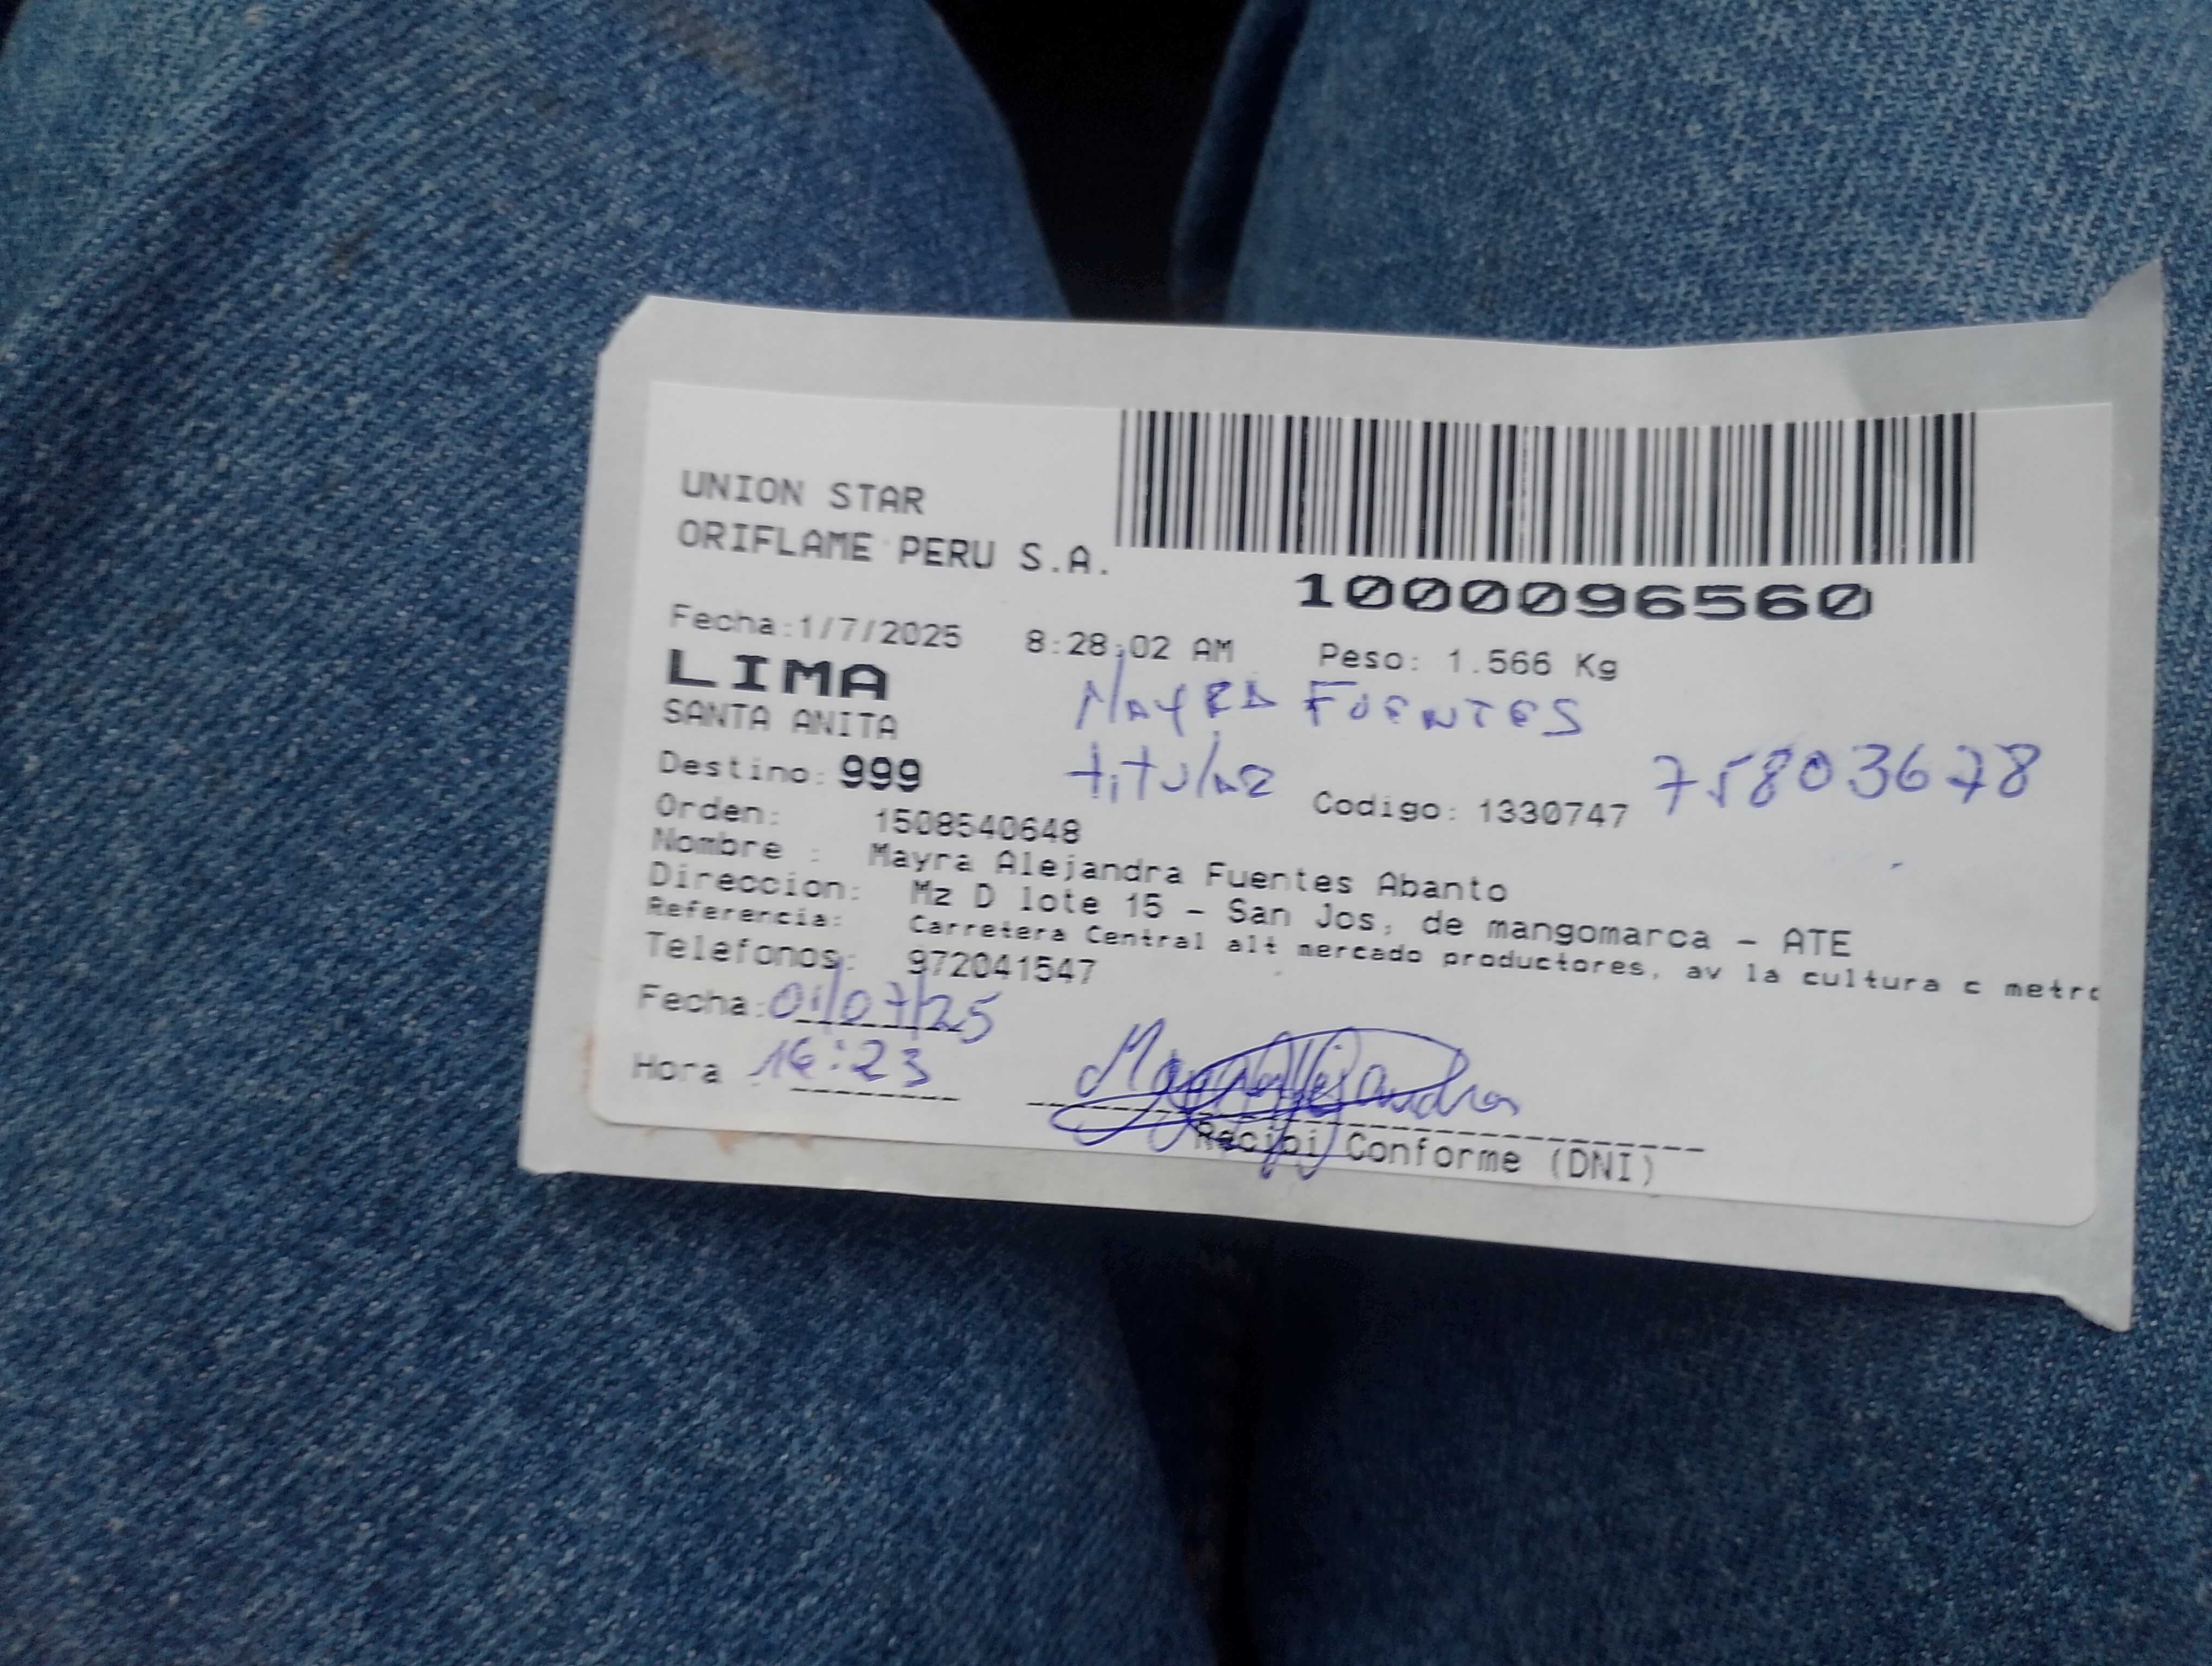 UNION STAR
ORIFLAME PERU S.A.
1000096560
Fecha:1/7/2025 8:28:02 AM Peso: 1.566 Kg
LIMA
SANTA ANITA
MAYRA FUENTES
Destino: 999
titular
75803678
Orden: 1508540648 Codigo: 1330747
Nombre : Mayra Alejandra Fuentes Abanto
Direccion: Mz D lote 15 - San Jos, de mangomarca - ATE
Referencia: Carretera Central alt mercado productores, av la cultura c metro
Telefonos: 972041547
Fecha: 01/07/25
Hora : 16:23
Mayra Alejandra
Recibi Conforme (DNI)